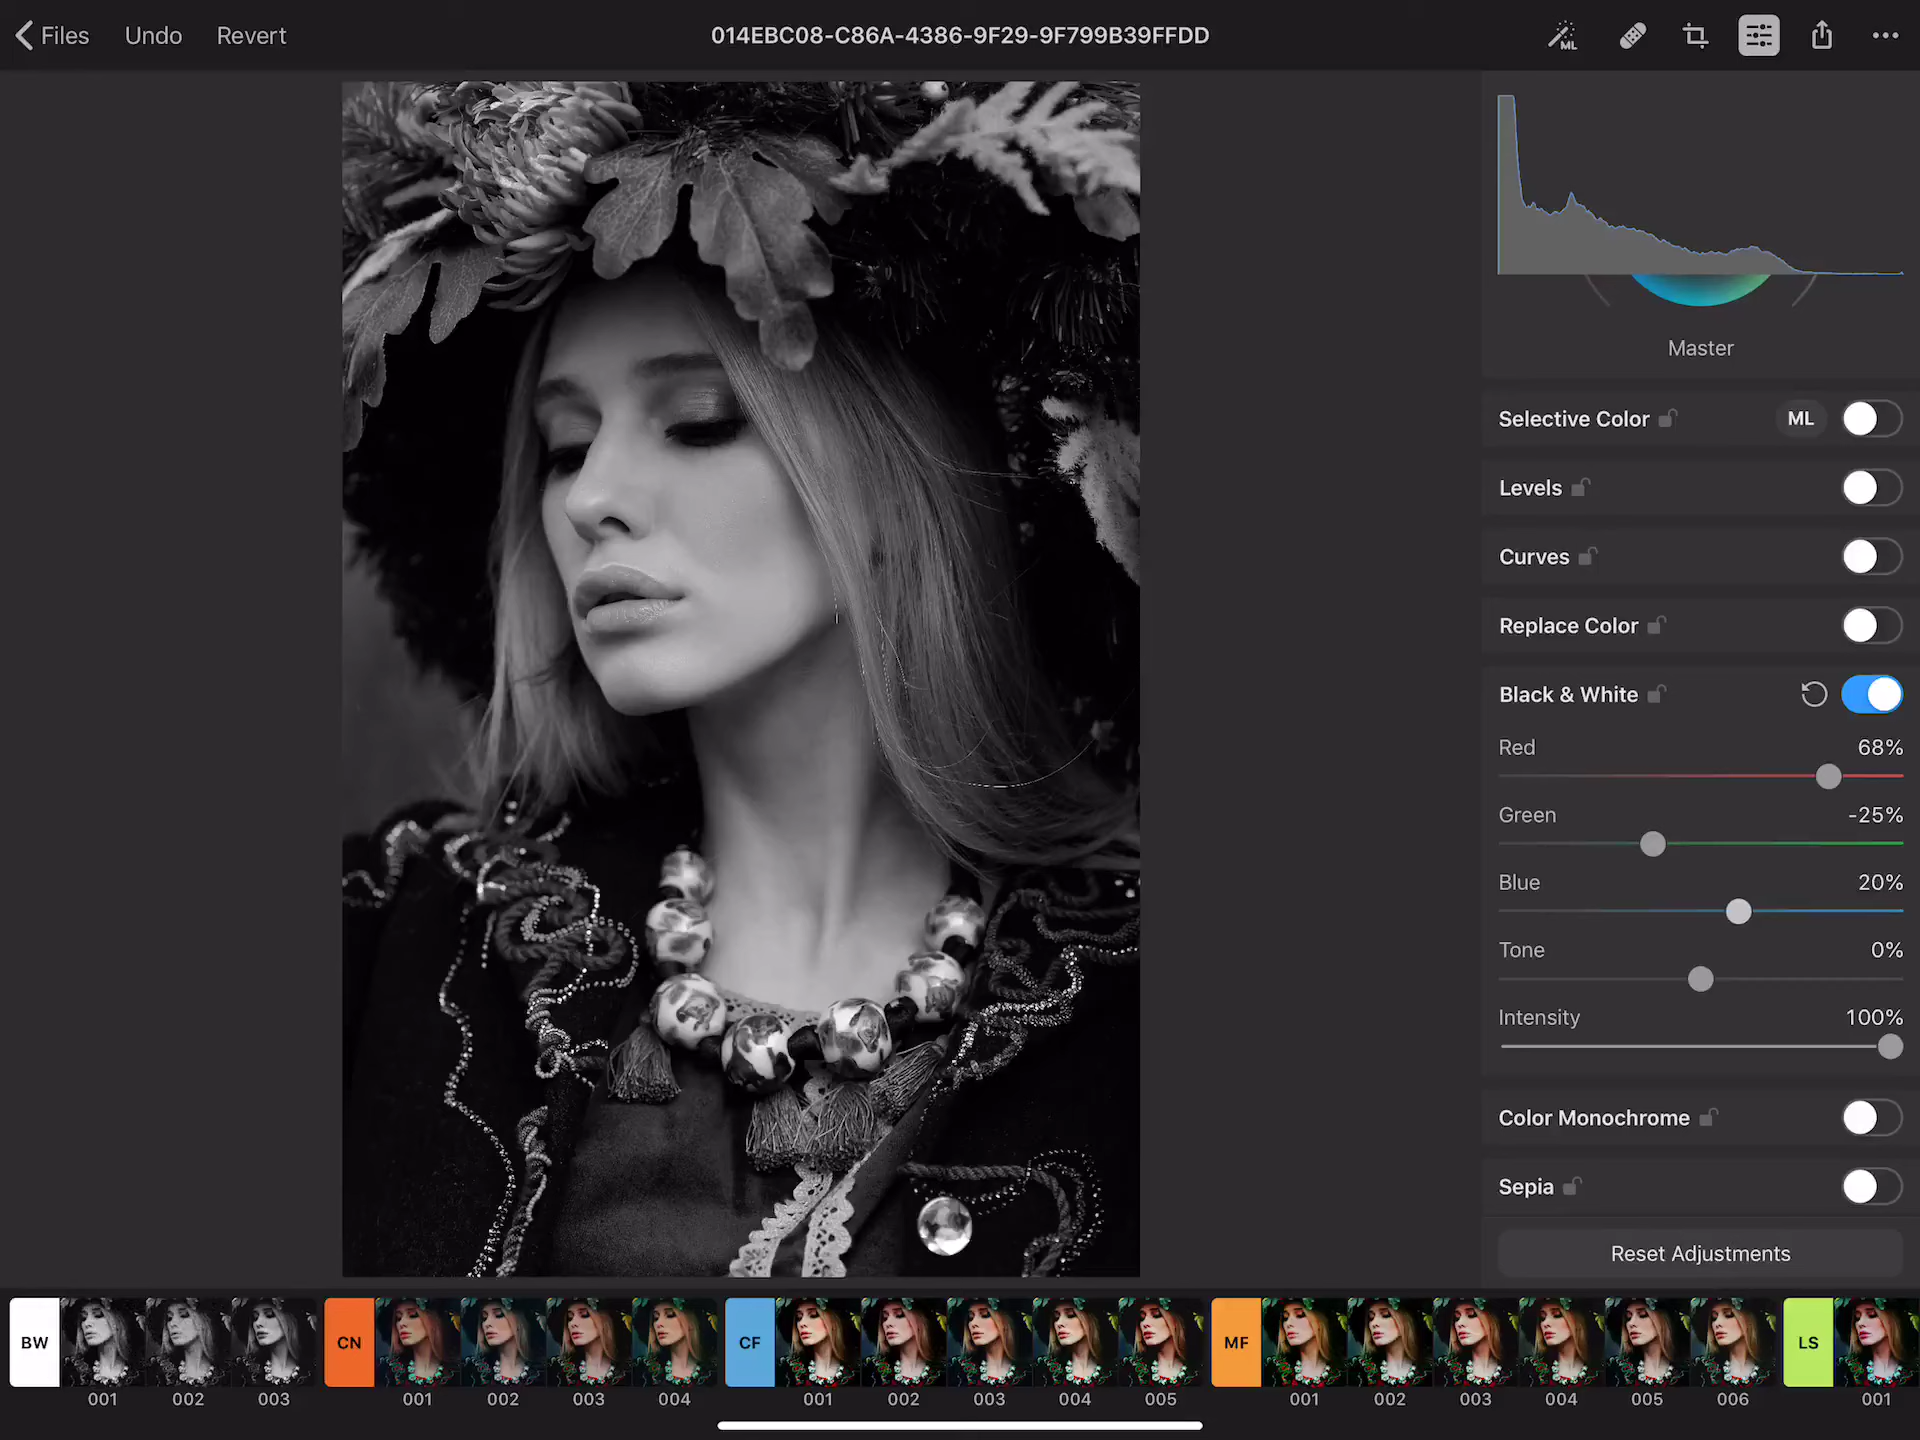 Files Undo Revert 014EBC08-C86A-4386-9F29-9F799B39FFDD ML
Master
Selective Color ML
Levels
Curves
Replace Color
Black & White
Red 68%
Green -25%
Blue 20%
Tone 0%
Intensity 100%
Color Monochrome
Sepia
Reset Adjustments
BW CN CF MF LS
001 002 003 001 002 003 004 001 002 003 004 005 001 002 003 004 005 006 001